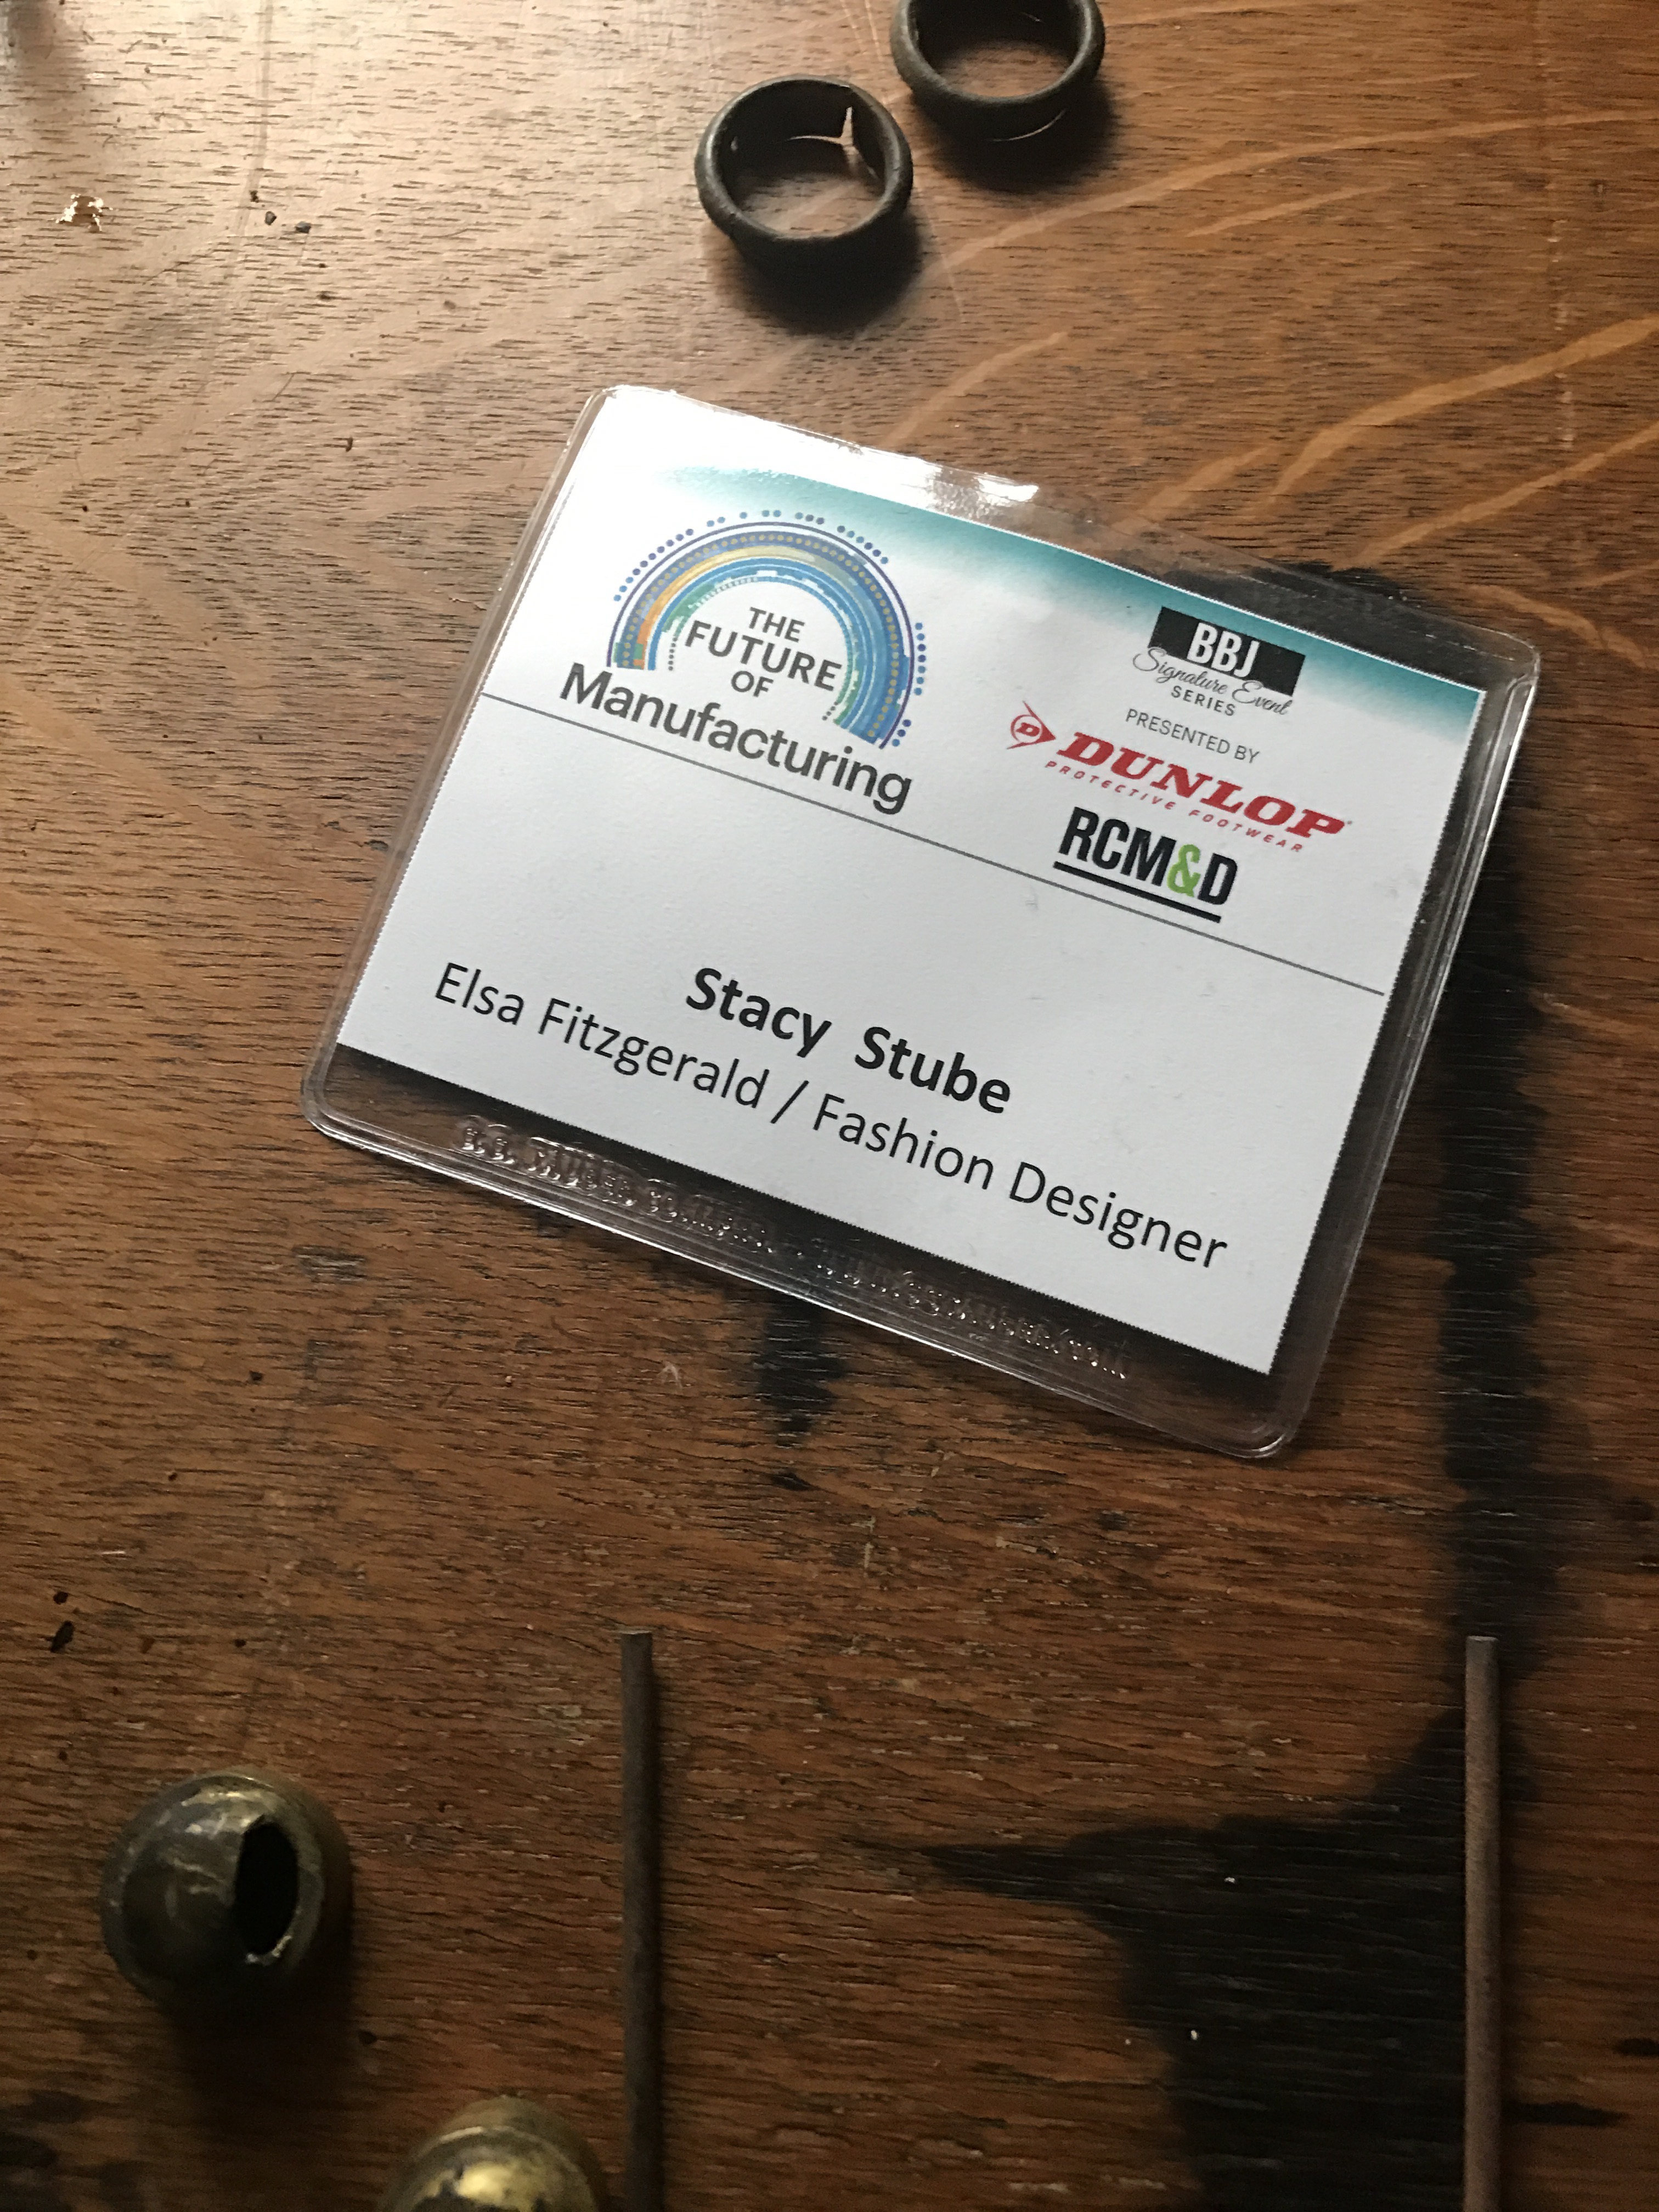 THE
FUTURE
OF
Manufacturing
BBJ
Signature Event
SERIES
PRESENTED BY
D DUNLOP
PROTECTIVE FOOTWEAR
RCM&D
Stacy Stube
Elsa Fitzgerald / Fashion Designer